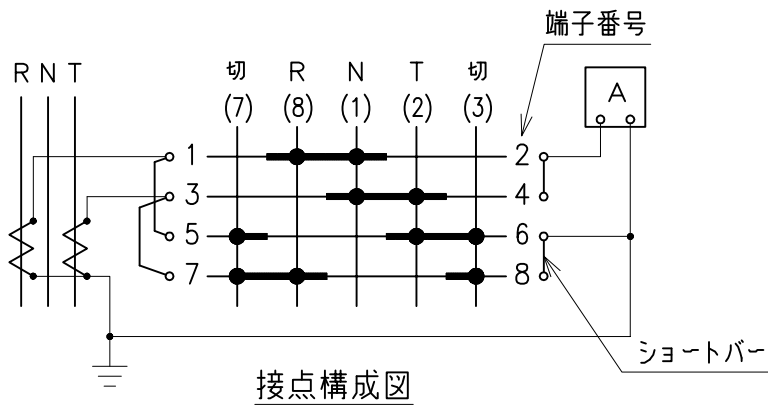 端子番号
R N T
切 R N T 切
(7) (8) (1) (2) (3)
A
1 2
3 4
5 6
7 8
ショートバー
接点構成図